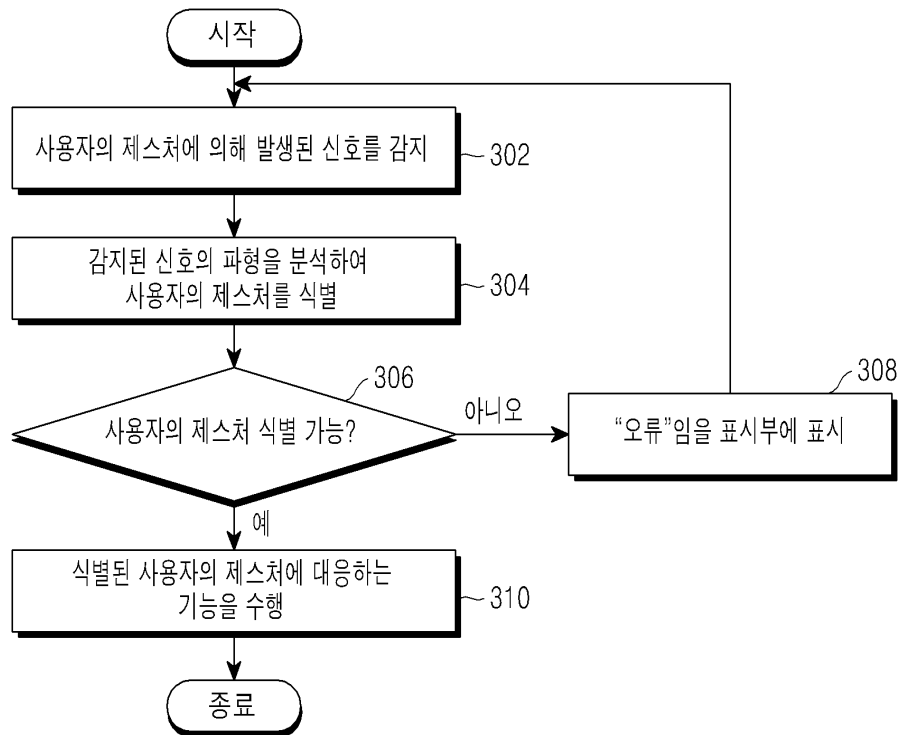 시작
사용자의 제스처에 의해 발생된 신호를 감지
302
감지된 신호의 파형을 분석하여
사용자의 제스처를 식별
304
306
사용자의 제스처 식별 가능?
아니오
308
“오류”임을 표시부에 표시
예
식별된 사용자의 제스처에 대응하는
기능을 수행
310
종료